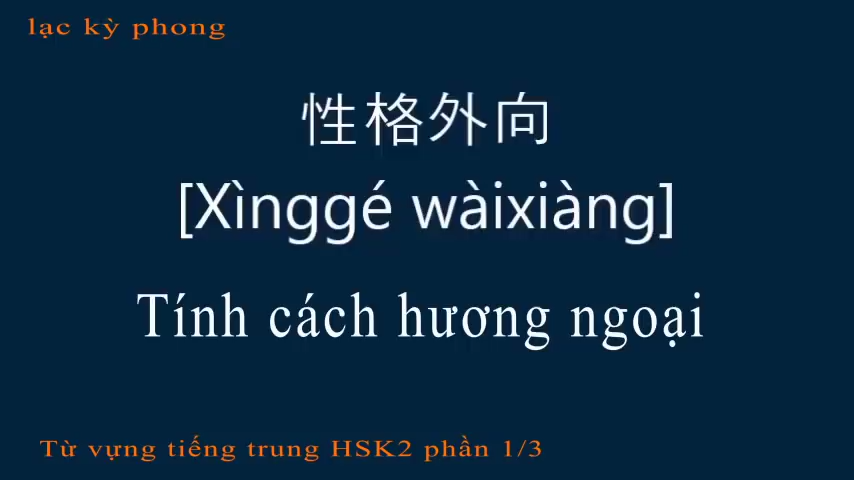 lạc kỳ phong
性格外向
[Xìnggé wàixiàng]
Tính cách hương ngoại
Từ vựng tiếng trung HSK2 phần 1/3